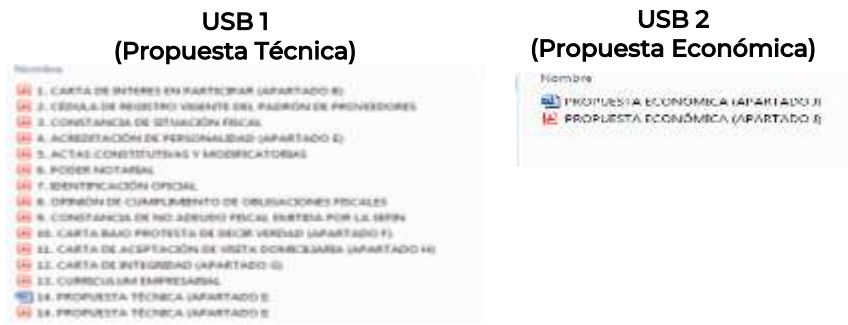 USB 1
(Propuesta Técnica)
Nombre
1. CARTA DE INTERES EN PARTICIPAR (APARTADO B)
2. CÉDULA DE REGISTRO VIGENTE DEL PADRÓN DE PROVEEDORES
3. CONSTANCIA DE SITUACIÓN FISCAL
4. ACREDITACIÓN DE PERSONALIDAD (APARTADO E)
5. ACTAS CONSTITUTIVAS Y MODIFICATORIAS
6. PODER NOTARIAL
7. IDENTIFICACIÓN OFICIAL
8. OPINIÓN DE CUMPLIMIENTO DE OBLIGACIONES FISCALES
9. CONSTANCIA DE NO ADEUDO FISCAL EMITIDA POR LA SEFIN
10. CARTA BAJO PROTESTA DE DECIR VERDAD (APARTADO F)
11. CARTA DE ACEPTACIÓN DE VISITA DOMICILIARIA (APARTADO H)
12. CARTA DE INTEGRIDAD (APARTADO G)
13. CURRICULUM EMPRESARIAL
14. PROPUESTA TÉCNICA (APARTADO I)
14. PROPUESTA TÉCNICA (APARTADO I)
USB 2
(Propuesta Económica)
Nombre
PROPUESTA ECONÓMICA (APARTADO J)
PROPUESTA ECONÓMICA (APARTADO J)